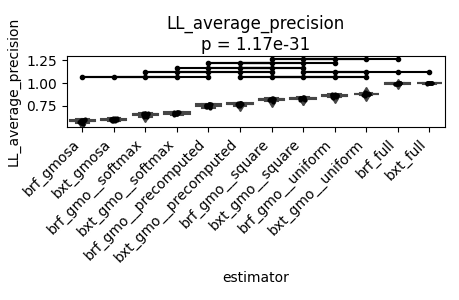 LL_average_precision
p = 1.17e-31
LL_average_precision
1.25
1.00
0.75
brf_gmosa
bxt_gmosa
brf_gmo__softmax
bxt_gmo__softmax
brf_gmo__precomputed
bxt_gmo__precomputed
brf_gmo__square
bxt_gmo__square
brf_gmo__uniform
bxt_gmo__uniform
brf_full
bxt_full
estimator